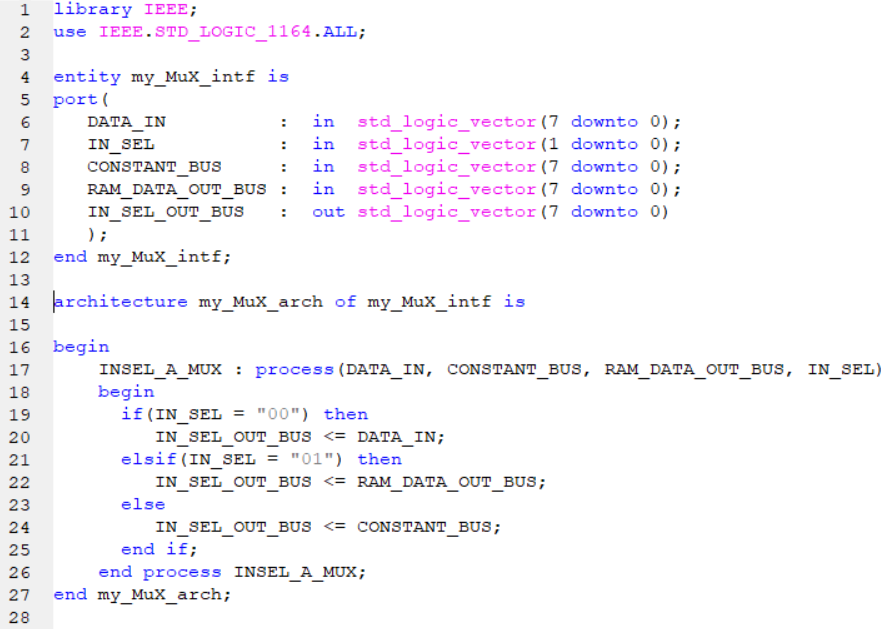 1 library IEEE;
2 use IEEE.STD_LOGIC_1164.ALL;
3
4 entity my_MuX_intf is
5 port(
6    DATA_IN          :  in  std_logic_vector(7 downto 0);
7    IN_SEL           :  in  std_logic_vector(1 downto 0);
8    CONSTANT_BUS     :  in  std_logic_vector(7 downto 0);
9    RAM_DATA_OUT_BUS :  in  std_logic_vector(7 downto 0);
10    IN_SEL_OUT_BUS   :  out std_logic_vector(7 downto 0)
11    );
12 end my_MuX_intf;
13
14 architecture my_MuX_arch of my_MuX_intf is
15
16 begin
17     INSEL_A_MUX : process(DATA_IN, CONSTANT_BUS, RAM_DATA_OUT_BUS, IN_SEL)
18     begin
19       if(IN_SEL = "00") then
20          IN_SEL_OUT_BUS <= DATA_IN;
21       elsif(IN_SEL = "01") then
22          IN_SEL_OUT_BUS <= RAM_DATA_OUT_BUS;
23       else
24          IN_SEL_OUT_BUS <= CONSTANT_BUS;
25       end if;
26     end process INSEL_A_MUX;
27 end my_MuX_arch;
28